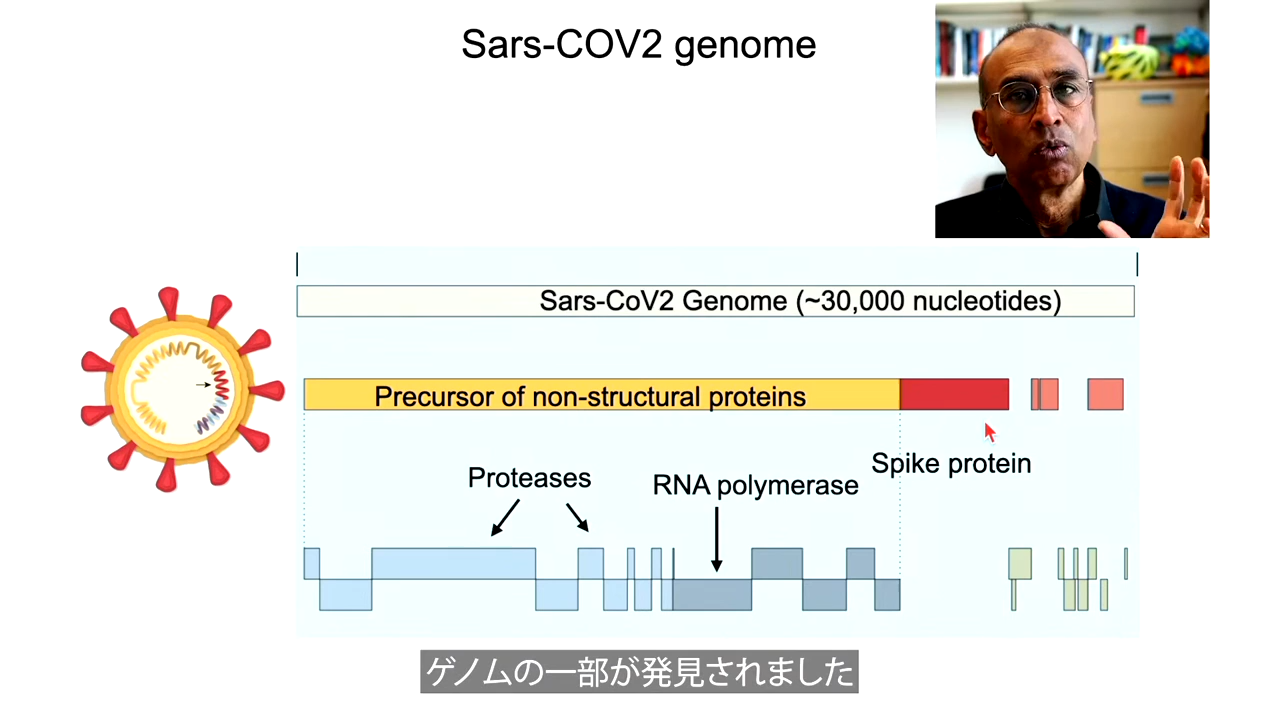 Sars-COV2 genome
Sars-CoV2 Genome (~30,000 nucleotides)
Precursor of non-structural proteins
Spike protein
Proteases
RNA polymerase
ゲノムの一部が発見されました